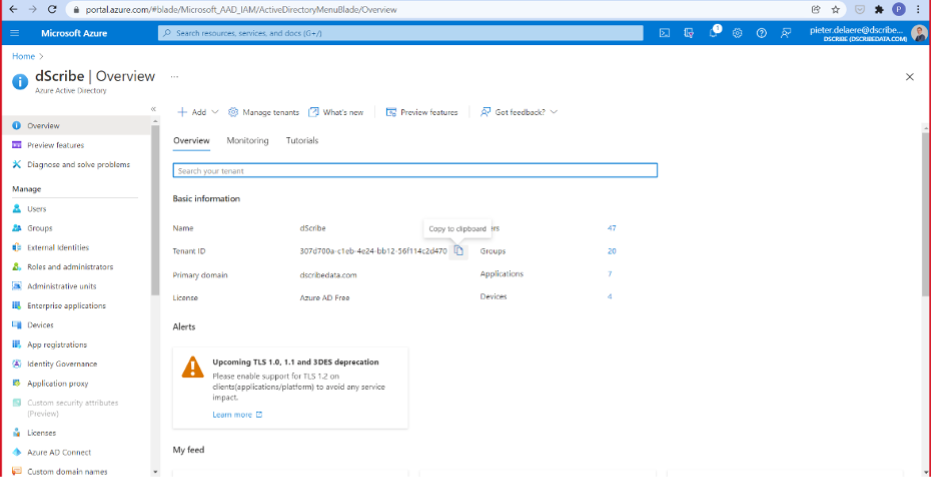 portal.azure.com/#blade/Microsoft_AAD_IAM/ActiveDirectoryMenuBlade/Overview
P
Microsoft Azure
Search resources, services, and docs (G+/)
1
pieter.delaere@dscribe...
DSCRIBE (DSCRIBEDATA.COM)
Home >
dScribe | Overview ...
Azure Active Directory
Add
Manage tenants
What's new
Preview features
Got feedback?
Overview
Preview features
Diagnose and solve problems
Manage
Users
Groups
External Identities
Roles and administrators
Administrative units
Enterprise applications
Devices
App registrations
Identity Governance
Application proxy
Custom security attributes
(Preview)
Licenses
Azure AD Connect
Custom domain names
Overview Monitoring Tutorials
Search your tenant
Basic information
Name dScribe
Copy to clipboard
47
Tenant ID 307d700a-c1eb-4e24-bb12-56f114c2d470 Groups 20
Primary domain dscribedata.com Applications 7
License Azure AD Free Devices 4
Alerts
Upcoming TLS 1.0, 1.1 and 3DES deprecation
Please enable support for TLS 1.2 on
clients(applications/platform) to avoid any service
impact.
Learn more
My feed